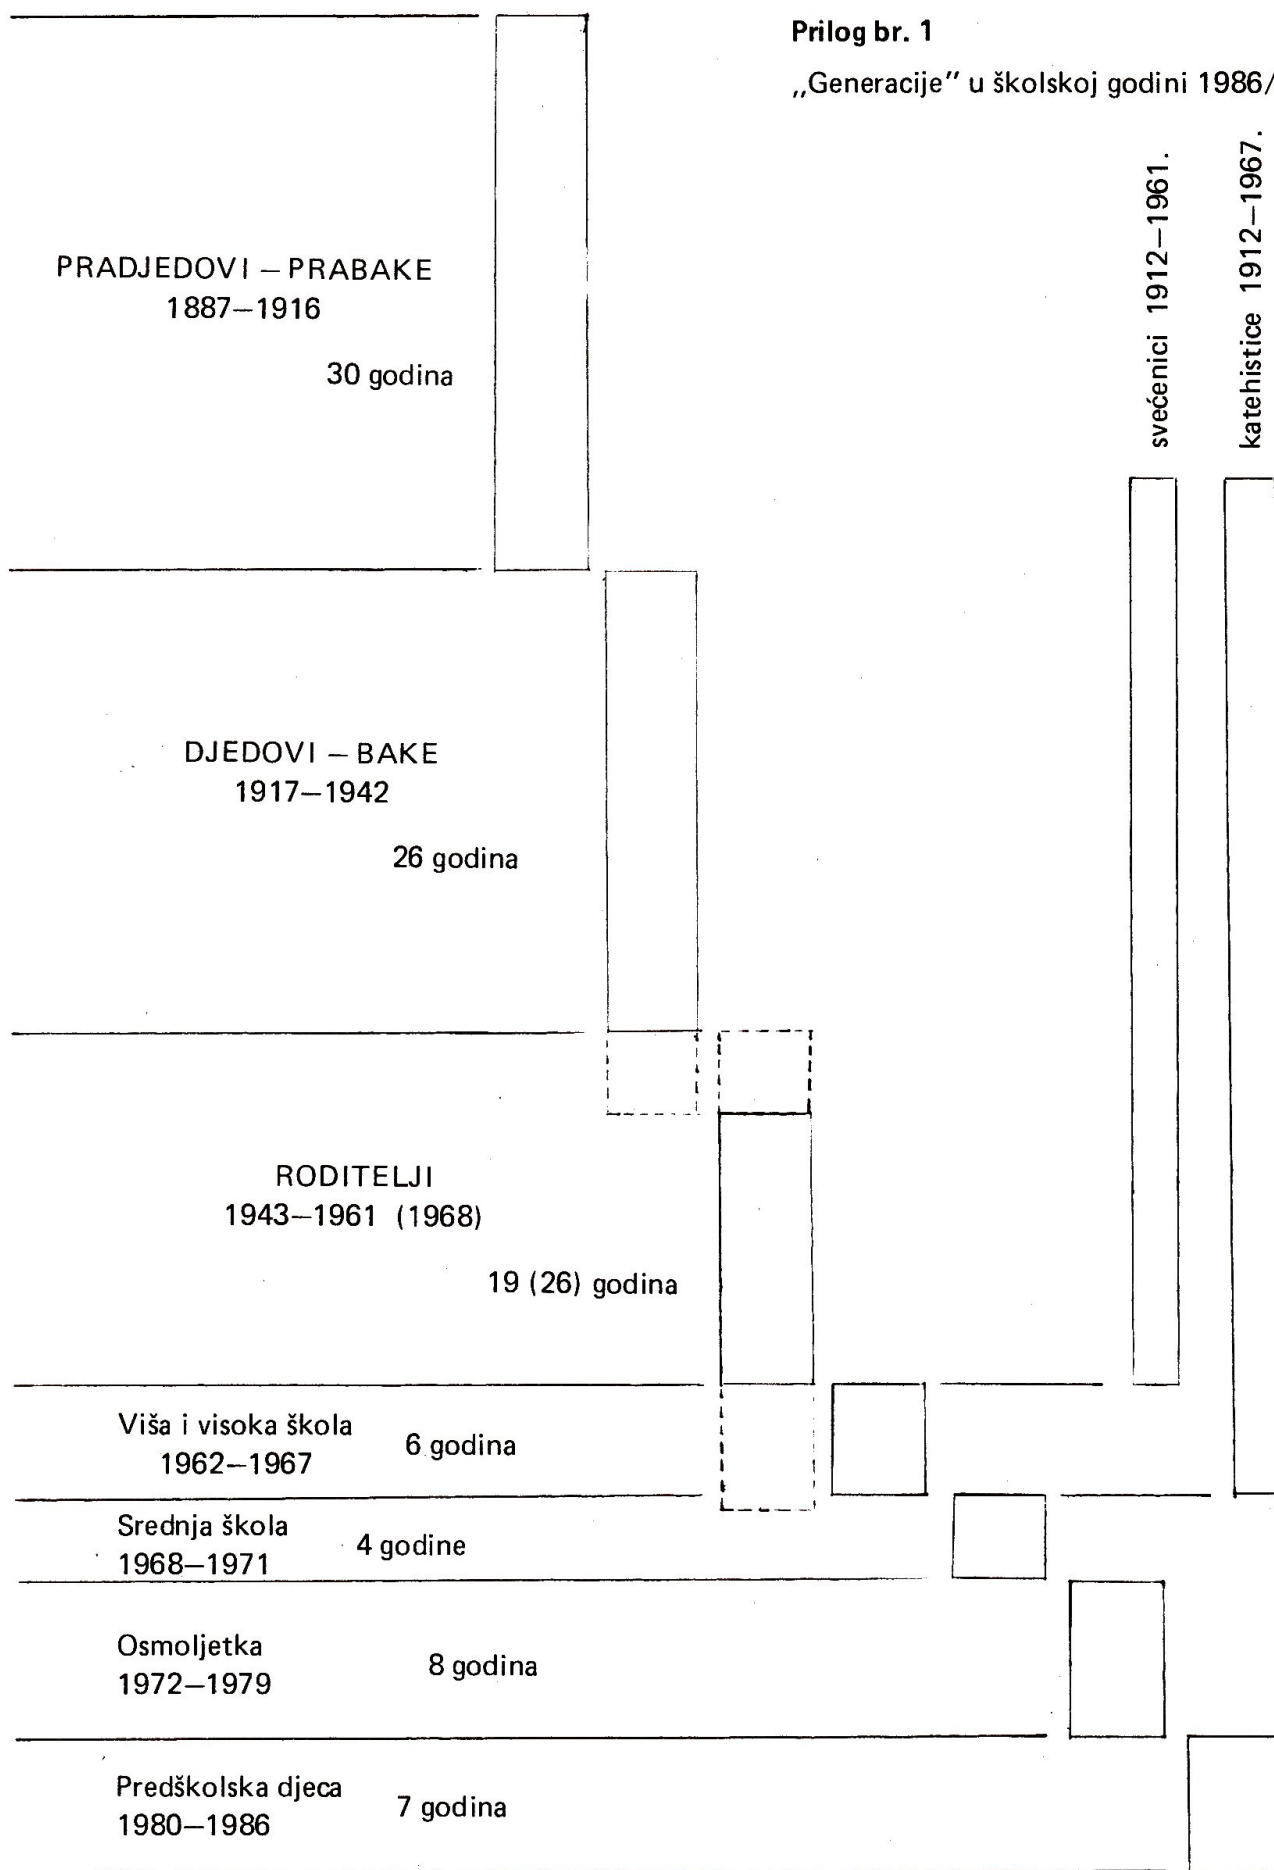 Prilog br. 1
„Generacije” u školskoj godini 1986/
svećenici 1912–1961.
katehistice 1912–1967.
PRADJEDOVI – PRABAKE
1887–1916
30 godina
DJEDOVI – BAKE
1917–1942
26 godina
RODITELJI
1943–1961 (1968)
19 (26) godina
Viša i visoka škola
1962–1967
6 godina
Srednja škola
1968–1971
4 godine
Osmoljetka
1972–1979
8 godina
Predškolska djeca
1980–1986
7 godina